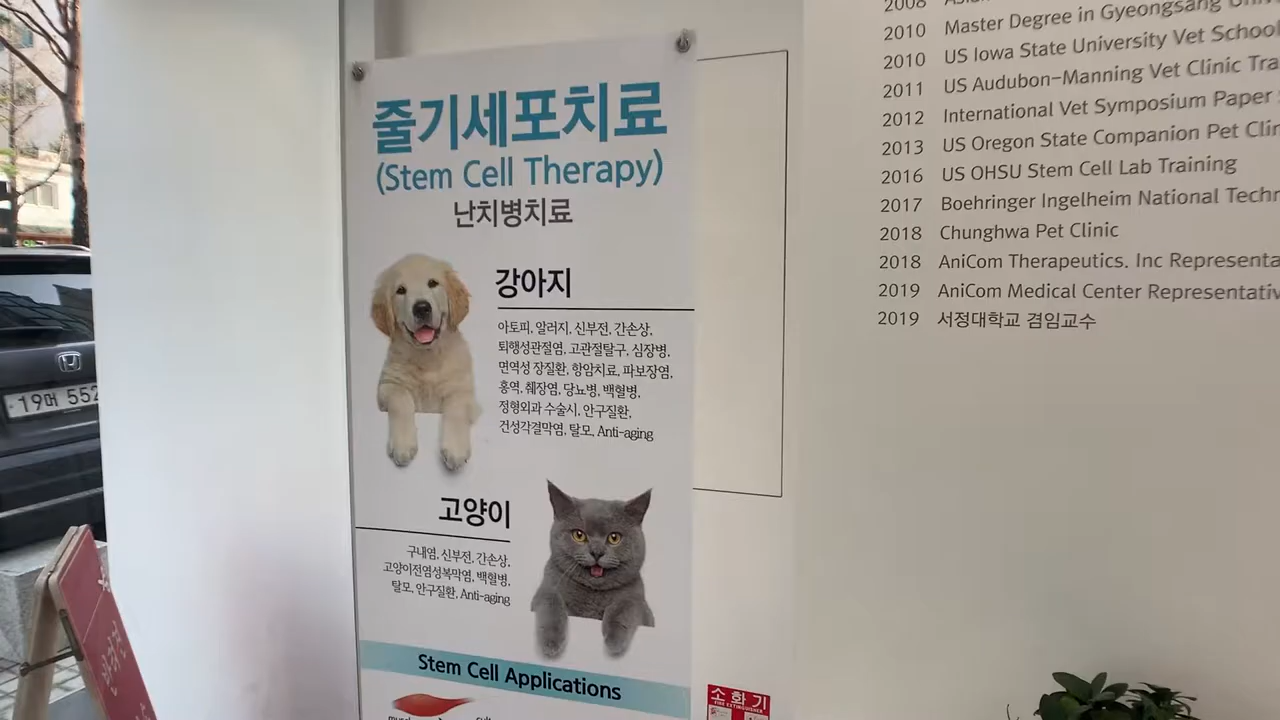 줄기세포치료
(Stem Cell Therapy)
난치병치료
강아지
아토피, 알러지, 신부전, 간손상,
퇴행성관절염, 고관절탈구, 심장병,
면역성 장질환, 항암치료, 파보장염,
홍역, 췌장염, 당뇨병, 백혈병,
정형외과 수술시, 안구질환,
건성각결막염, 탈모, Anti-aging
고양이
구내염, 신부전, 간손상,
고양이전염성복막염, 백혈병,
탈모, 안구질환, Anti-aging
Stem Cell Applications
2008
2010 Master Degree in Gyeongsang
2010 US Iowa State University Vet School
2011 US Audubon-Manning Vet Clinic
2012 International Vet Symposium Paper
2013 US Oregon State Companion Pet
2016 US OHSU Stem Cell Lab Training
2017 Boehringer Ingelheim National
2018 Chunghwa Pet Clinic
2018 AniCom Therapeutics. Inc
2019 AniCom Medical Center
2019 서정대학교 겸임교수
소화기
FIRE EXTINGUISHER
19머 552